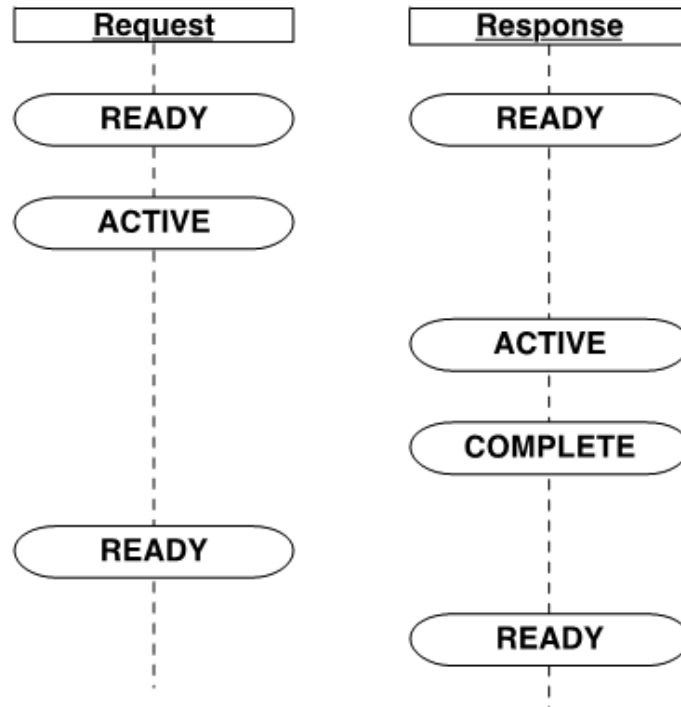 Request
Response
READY
READY
ACTIVE
ACTIVE
COMPLETE
READY
READY